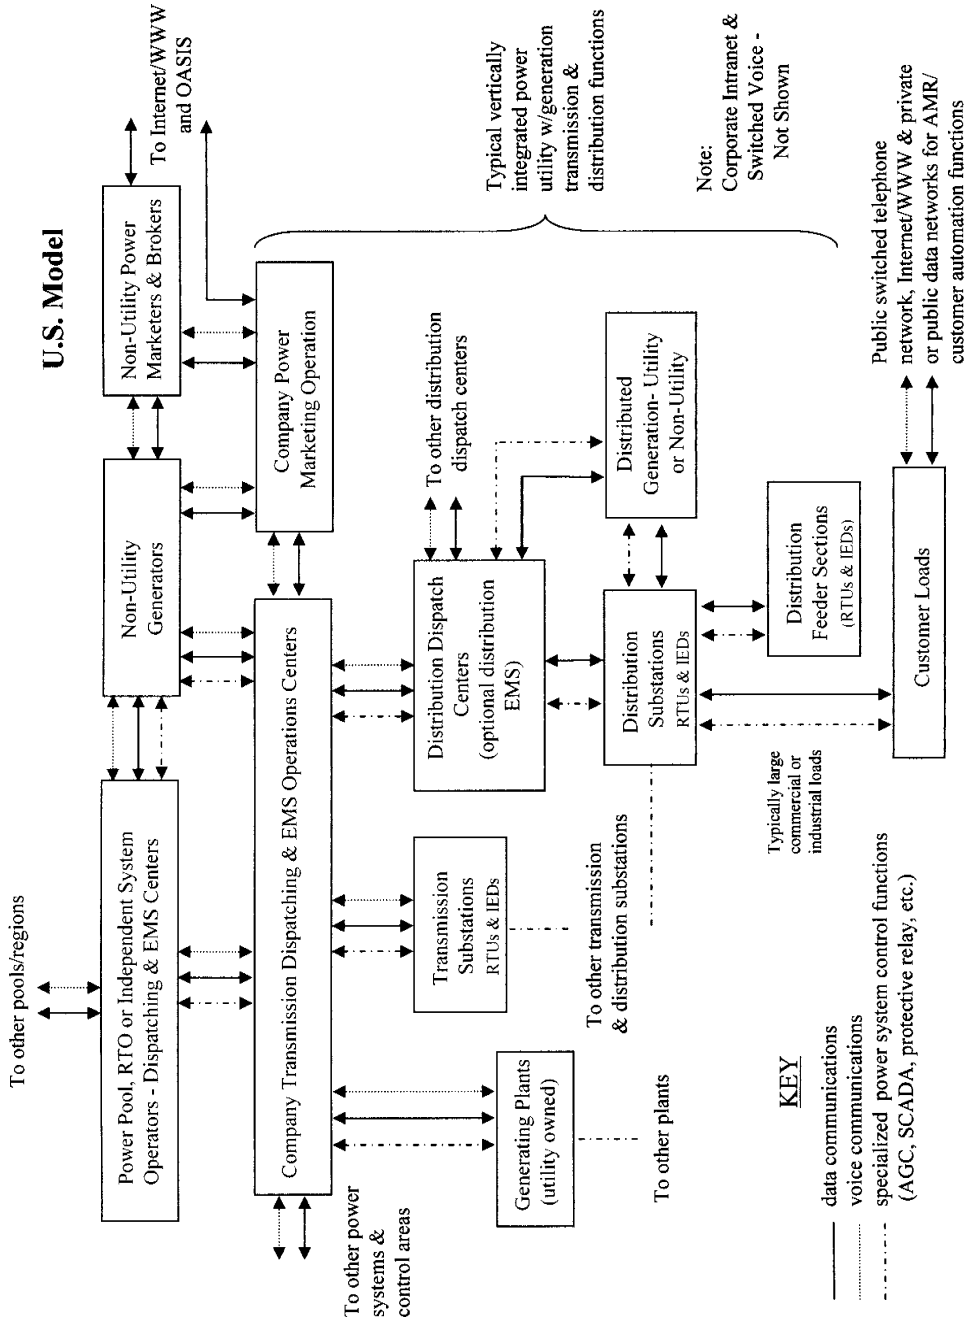 U.S. Model
To other pools/regions
Power Pool, RTO or Independent System
Operators - Dispatching & EMS Centers
Non-Utility
Generators
Non-Utility Power
Marketers & Brokers
To Internet/WWW
and OASIS
Company Transmission Dispatching & EMS Operations Centers
Company Power
Marketing Operation
To other power
systems &
control areas
Generating Plants
(utility owned)
To other plants
Transmission
Substations
RTUs & IEDs
To other transmission
& distribution substations
Distribution Dispatch
Centers
(optional distribution
EMS)
To other distribution
dispatch centers
Distribution
Substations
RTUs & IEDs
Distributed
Generation- Utility
or Non-Utility
Distribution
Feeder Sections
(RTUs & IEDs)
Typically large
commercial or
industrial loads
Customer Loads
Public switched telephone
network, Internet/WWW & private
or public data networks for AMR/
customer automation functions
Typical vertically
integrated power
utility w/generation
transmission &
distribution functions
Note:
Corporate Intranet &
Switched Voice -
Not Shown
KEY
data communications
voice communications
specialized power system control functions
(AGC, SCADA, protective relay, etc.)